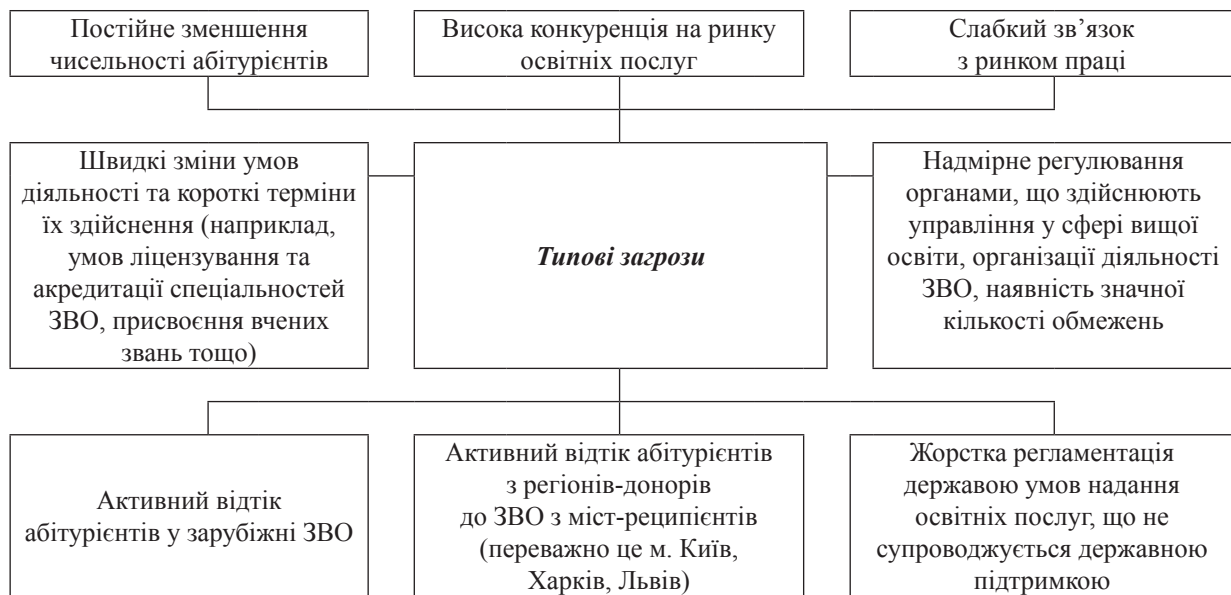 Постійне зменшення
чисельності абітурієнтів
Висока конкуренція на ринку
освітніх послуг
Слабкий зв’язок
з ринком праці
Швидкі зміни умов
діяльності та короткі терміни
їх здійснення (наприклад,
умов ліцензування та
акредитації спеціальностей
ЗВО, присвоєння вчених
звань тощо)
Типові загрози
Надмірне регулювання
органами, що здійснюють
управління у сфері вищої
освіти, організації діяльності
ЗВО, наявність значної
кількості обмежень
Активний відтік
абітурієнтів у зарубіжні ЗВО
Активний відтік абітурієнтів
з регіонів-донорів
до ЗВО з міст-реципієнтів
(переважно це м. Київ,
Харків, Львів)
Жорстка регламентація
державою умов надання
освітніх послуг, що не
супроводжується державною
підтримкою